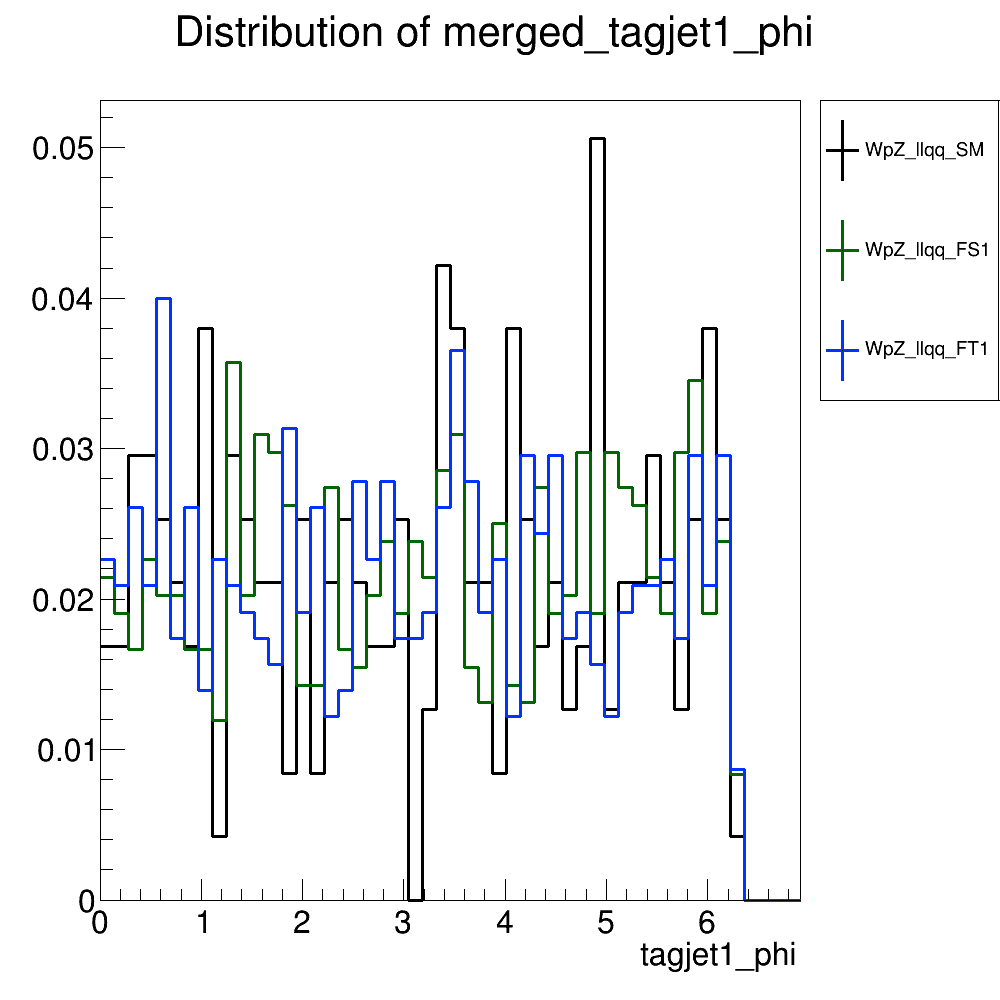 Distribution of merged_tagjet1_phi
0.05
0.04
0.03
0.02
0.01
0
0 1 2 3 4 5 6
tagjet1_phi
WpZ_llqq_SM
WpZ_llqq_FS1
WpZ_llqq_FT1